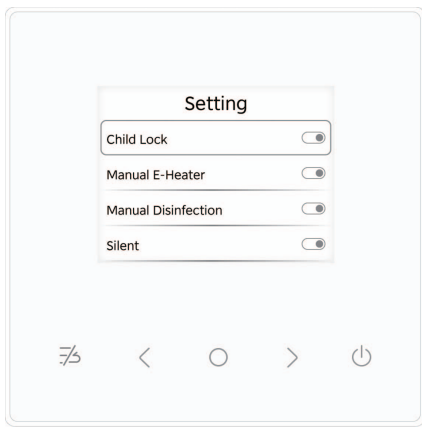 Setting
Child Lock
Manual E-Heater
Manual Disinfection
Silent